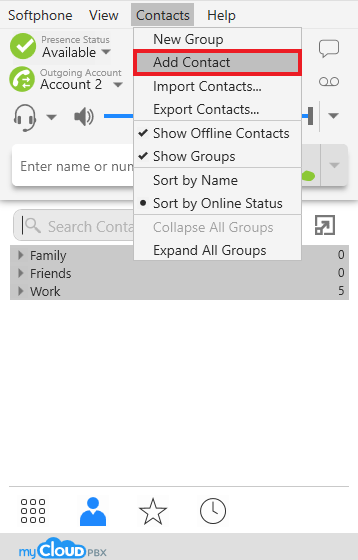 Softphone View Contacts Help
Presence Status
Available
Outgoing Account
Account 2
New Group
Add Contact
Import Contacts...
Export Contacts...
Show Offline Contacts
Show Groups
Sort by Name
Sort by Online Status
Collapse All Groups
Expand All Groups
Enter name or num
Search Conta
Family 0
Friends 0
Work 5
myCloud PBX